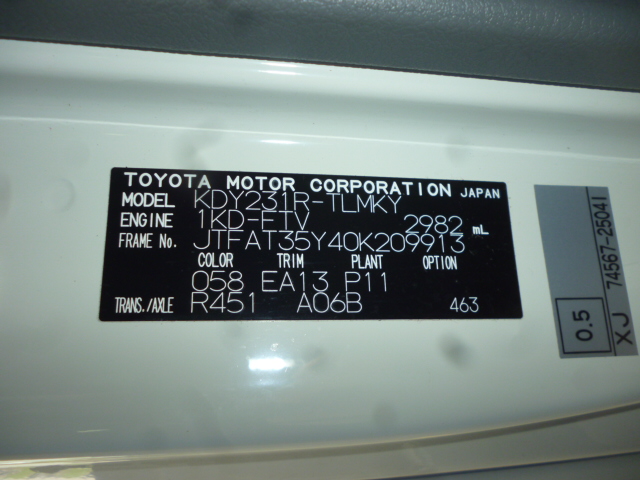 TOYOTA MOTOR CORPORATION JAPAN
MODEL KDY231R-TLMKY
ENGINE 1KD-FTV 2982 mL
FRAME No. JTFAT35Y40K209913
COLOR TRIM PLANT OPTION
058 EA13 P11
TRANS./AXLE R451 A06B 463
74567-25041
0.5 XJ